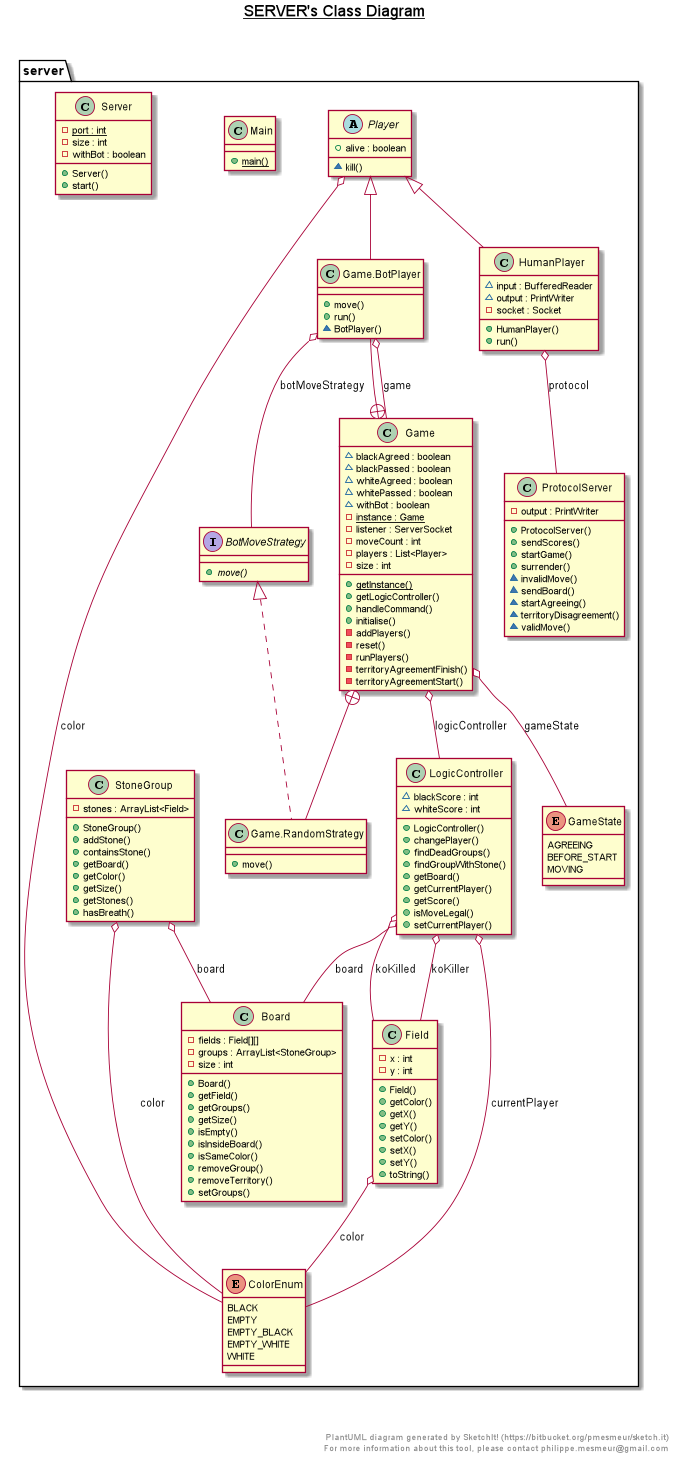 SERVER's Class Diagram
server
C Server
port : int
size : int
withBot : boolean
Server()
start()
C Main
main()
A Player
alive : boolean
kill()
C Game.BotPlayer
move()
run()
BotPlayer()
C HumanPlayer
input : BufferedReader
output : PrintWriter
socket : Socket
HumanPlayer()
run()
botMoveStrategy
game
protocol
C Game
blackAgreed : boolean
blackPassed : boolean
whiteAgreed : boolean
whitePassed : boolean
withBot : boolean
instance : Game
listener : ServerSocket
moveCount : int
players : List<Player>
size : int
getInstance()
getLogicController()
handleCommand()
initialise()
addPlayers()
reset()
runPlayers()
territoryAgreementFinish()
territoryAgreementStart()
C ProtocolServer
output : PrintWriter
ProtocolServer()
sendScores()
startGame()
surrender()
invalidMove()
sendBoard()
startAgreeing()
territoryDisagreement()
validMove()
I BotMoveStrategy
move()
color
logicController
gameState
C StoneGroup
stones : ArrayList<Field>
StoneGroup()
addStone()
containsStone()
getBoard()
getColor()
getSize()
getStones()
hasBreath()
C Game.RandomStrategy
move()
C LogicController
blackScore : int
whiteScore : int
LogicController()
changePlayer()
findDeadGroups()
findGroupWithStone()
getBoard()
getCurrentPlayer()
getScore()
isMoveLegal()
setCurrentPlayer()
E GameState
AGREEING
BEFORE_START
MOVING
board
board
koKilled
koKiller
C Board
fields : Field[][]
groups : ArrayList<StoneGroup>
size : int
Board()
getField()
getGroups()
getSize()
isEmpty()
isInsideBoard()
isSameColor()
removeGroup()
removeTerritory()
setGroups()
C Field
x : int
y : int
Field()
getColor()
getX()
getY()
setColor()
setX()
setY()
toString()
color
currentPlayer
color
E ColorEnum
BLACK
EMPTY
EMPTY_BLACK
EMPTY_WHITE
WHITE
PlantUML diagram generated by SketchIt! (https://bitbucket.org/pmesmeur/sketch.it)
For more information about this tool, please contact philippe.mesmeur@gmail.com